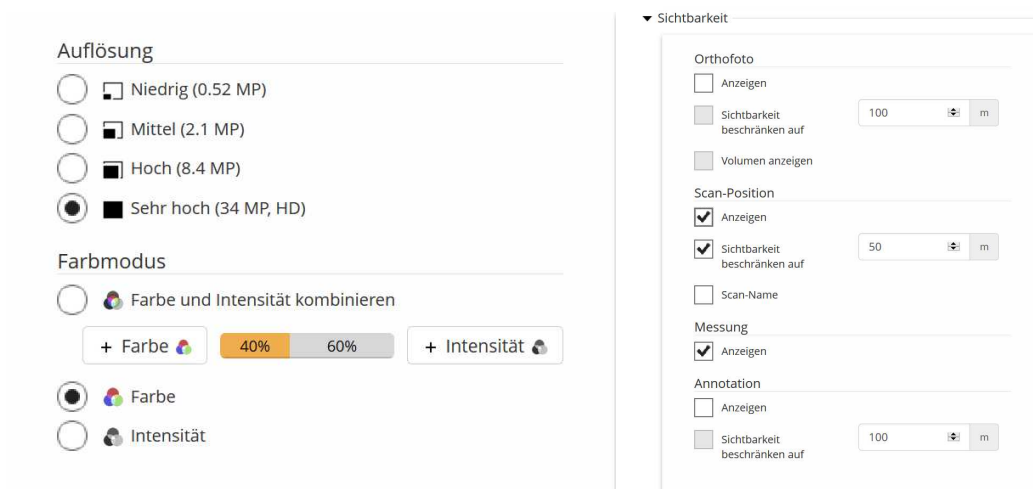 Auflösung
Niedrig (0.52 MP)
Mittel (2.1 MP)
Hoch (8.4 MP)
Sehr hoch (34 MP, HD)
Farbmodus
Farbe und Intensität kombinieren
+ Farbe 40% 60% + Intensität
Farbe
Intensität
Sichtbarkeit
Orthofoto
Anzeigen
Sichtbarkeit
beschränken auf
100 m
Volumen anzeigen
Scan-Position
Anzeigen
Sichtbarkeit
beschränken auf
50 m
Scan-Name
Messung
Anzeigen
Annotation
Anzeigen
Sichtbarkeit
beschränken auf
100 m